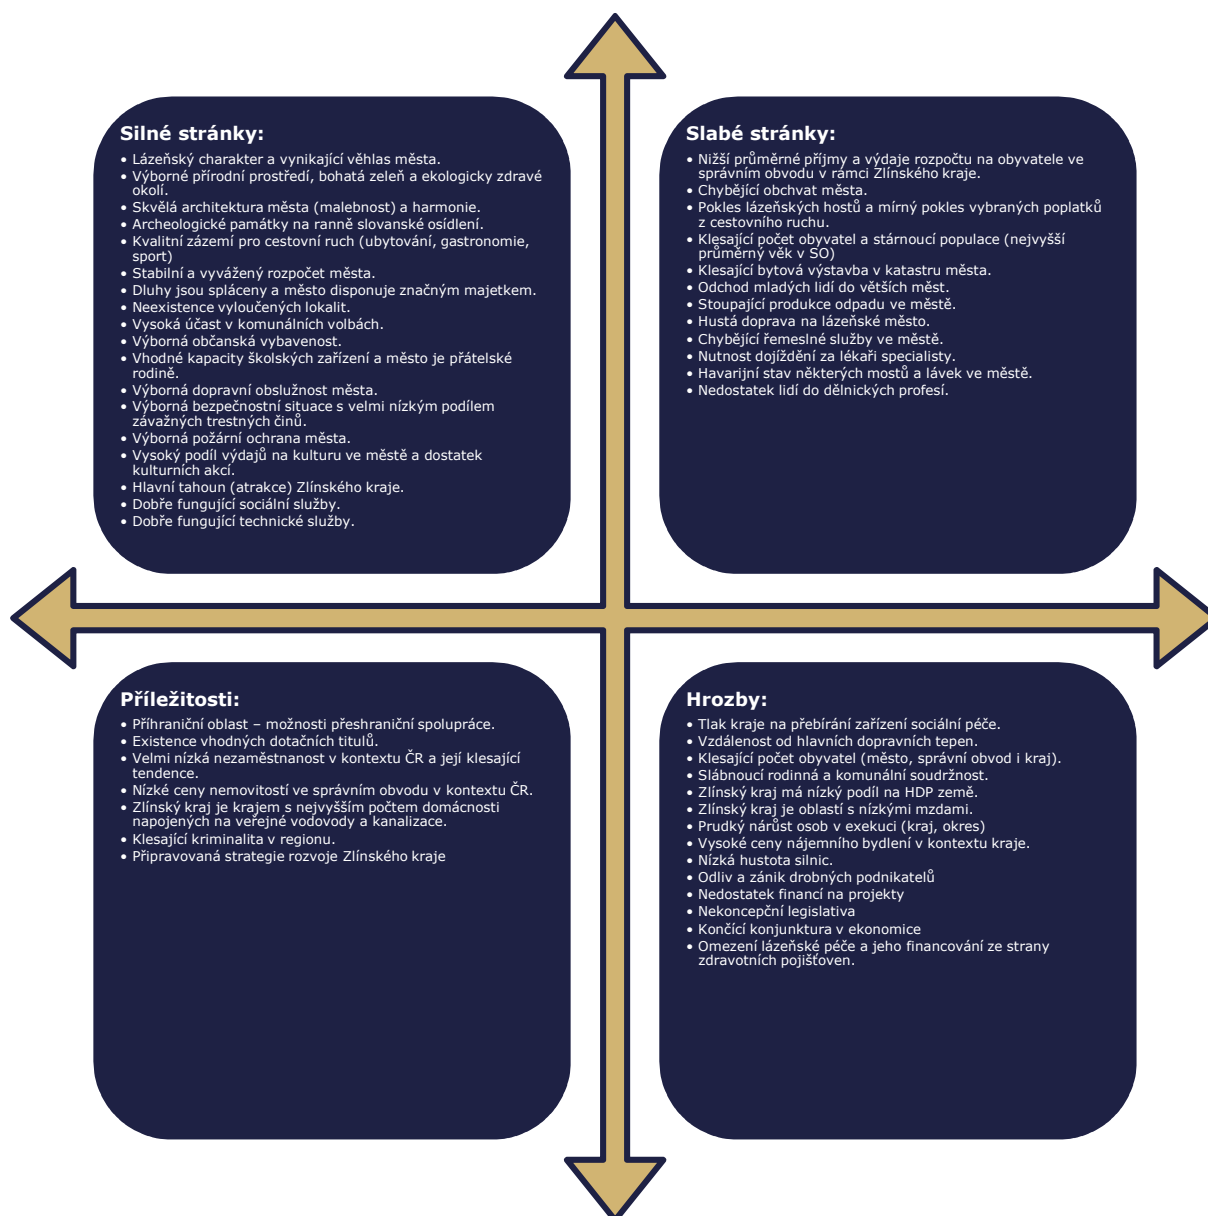 Silné stránky:
• Lázeňský charakter a vynikající věhlas města.
• Výborné přírodní prostředí, bohatá zeleň a ekologicky zdravé
okolí.
• Skvělá architektura města (malebnost) a harmonie.
• Archeologické památky na ranně slovanské osídlení.
• Kvalitní zázemí pro cestovní ruch (ubytování, gastronomie,
sport)
• Stabilní a vyvážený rozpočet města.
• Dluhy jsou spláceny a město disponuje značným majetkem.
• Neexistence vyloučených lokalit.
• Vysoká účast v komunálních volbách.
• Výborná občanská vybavenost.
• Vhodné kapacity školských zařízení a město je přátelské
rodině.
• Výborná dopravní obslužnost města.
• Výborná bezpečnostní situace s velmi nízkým podílem
závažných trestných činů.
• Výborná požární ochrana města.
• Vysoký podíl výdajů na kulturu ve městě a dostatek
kulturních akcí.
• Hlavní tahoun (atrakce) Zlínského kraje.
• Dobře fungující sociální služby.
• Dobře fungující technické služby.
Slabé stránky:
• Nižší průměrné příjmy a výdaje rozpočtu na obyvatele ve
správním obvodu v rámci Zlínského kraje.
• Chybějící obchvat města.
• Pokles lázeňských hostů a mírný pokles vybraných poplatků
z cestovního ruchu.
• Klesající počet obyvatel a stárnoucí populace (nejvyšší
průměrný věk v SO)
• Klesající bytová výstavba v katastru města.
• Odchod mladých lidí do větších měst.
• Stoupající produkce odpadu ve městě.
• Hustá doprava na lázeňské město.
• Chybějící řemeslné služby ve městě.
• Nutnost dojíždění za lékaři specialisty.
• Havarijní stav některých mostů a lávek ve městě.
• Nedostatek lidí do dělnických profesí.
Příležitosti:
• Příhraniční oblast – možnosti přeshraniční spolupráce.
• Existence vhodných dotačních titulů.
• Velmi nízká nezaměstnanost v kontextu ČR a její klesající
tendence.
• Nízké ceny nemovitostí ve správním obvodu v kontextu ČR.
• Zlínský kraj je krajem s nejvyšším počtem domácnosti
napojených na veřejné vodovody a kanalizace.
• Klesající kriminalita v regionu.
• Připravovaná strategie rozvoje Zlínského kraje
Hrozby:
• Tlak kraje na přebírání zařízení sociální péče.
• Vzdálenost od hlavních dopravních tepen.
• Klesající počet obyvatel (město, správní obvod i kraj).
• Slábnoucí rodinná a komunální soudržnost.
• Zlínský kraj má nízký podíl na HDP země.
• Zlínský kraj je oblastí s nízkými mzdami.
• Prudký nárůst osob v exekuci (kraj, okres)
• Vysoké ceny nájemního bydlení v kontextu kraje.
• Nízká hustota silnic.
• Odliv a zánik drobných podnikatelů
• Nedostatek financí na projekty
• Nekoncepční legislativa
• Končící konjunktura v ekonomice
• Omezení lázeňské péče a jeho financování ze strany
zdravotních pojišťoven.